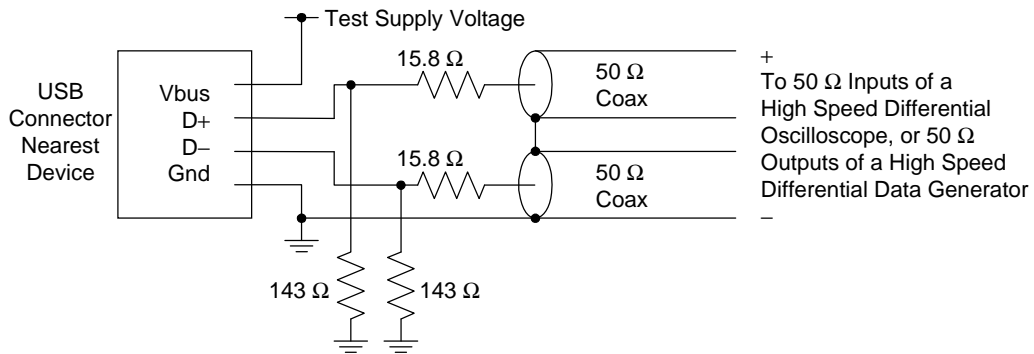 Test Supply Voltage
USB
Connector
Nearest
Device
Vbus
D+
D−
Gnd
15.8 Ω
15.8 Ω
50 Ω
Coax
50 Ω
Coax
+
To 50 Ω Inputs of a
High Speed Differential
Oscilloscope, or 50 Ω
Outputs of a High Speed
Differential Data Generator
−
143 Ω
143 Ω